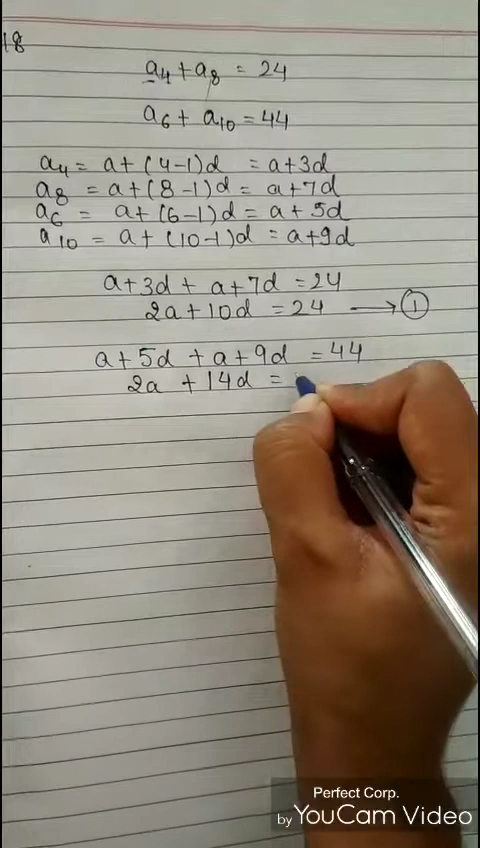 18
a₄ + a₈ = 24
a₆ + a₁₀ = 44
a₄ = a + (4-1)d = a+3d
a₈ = a + (8-1)d = a+7d
a₆ = a + (6-1)d = a + 5d
a₁₀ = a + (10-1)d = a+9d
a+3d + a+7d = 24
2a+10d = 24 → ①
a+5d + a+9d = 44
2a + 14d =
Perfect Corp.
by YouCam Video